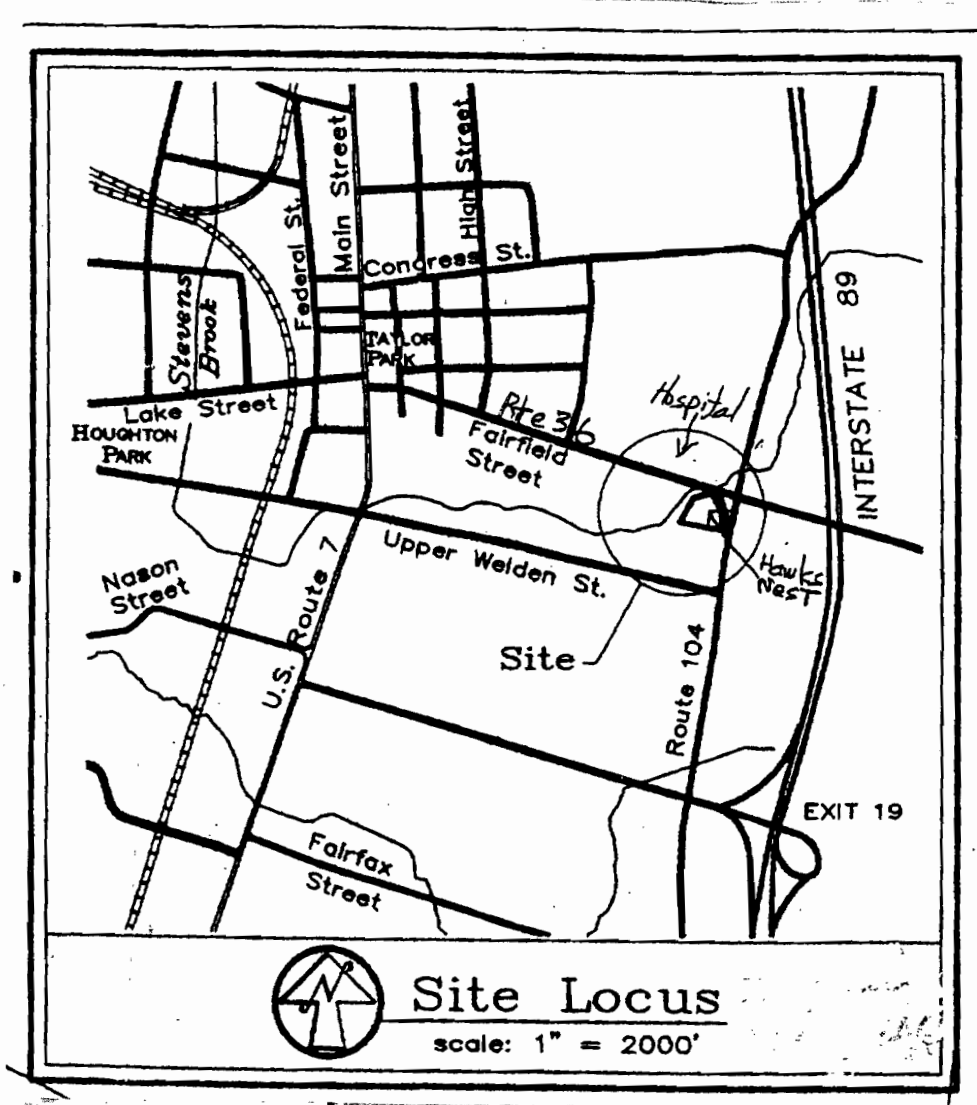 Main Street
High Street
Federal St.
Congress St.
Stevens
Brook
TAYLOR
PARK
INTERSTATE 89
Hospital
Lake Street
Rte 36
HOUGHTON
PARK
Fairfield
Street
Upper Welden St.
Hawks
Nest
Nason
Street
U.S. Route 7
Site
Route 104
EXIT 19
Fairfax
Street
N
Site Locus
scale: 1" = 2000'